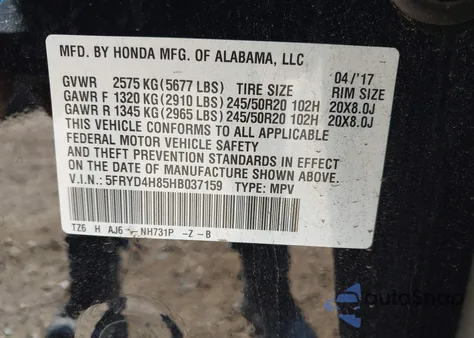 MFD. BY HONDA MFG. OF ALABAMA, LLC
04/'17
GVWR 2575 KG(5677 LBS) TIRE SIZE RIM SIZE
GAWR F 1320 KG(2910 LBS) 245/50R20 102H 20X8.0J
GAWR R 1345 KG(2965 LBS) 245/50R20 102H 20X8.0J
THIS VEHICLE CONFORMS TO ALL APPLICABLE
FEDERAL MOTOR VEHICLE SAFETY
AND THEFT PREVENTION STANDARDS IN EFFECT
ON THE DATE OF MANUFACTURE SHOWN ABOVE.
V.I.N.: 5FRYD4H85HB037159 TYPE: MPV
TZ6 H AJ6 - NH731P -Z-B
autoSnap